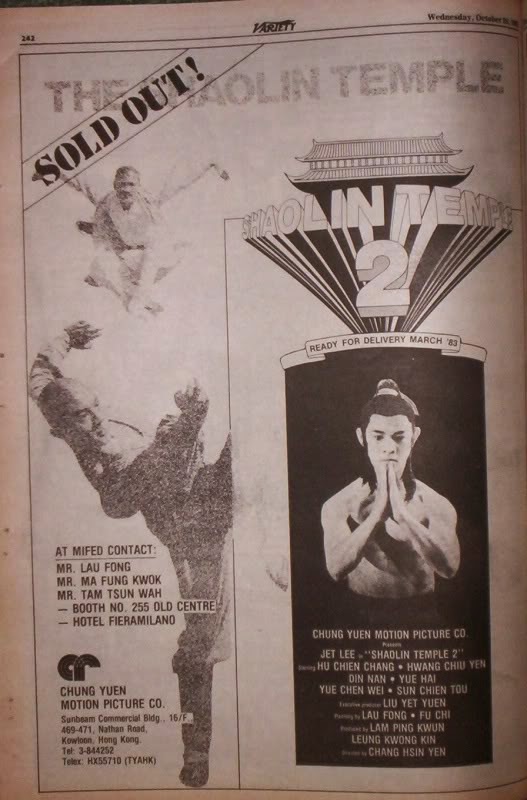 242
VARIETY
Wednesday, October
THE SHAOLIN TEMPLE
SOLD OUT!
SHAOLIN TEMPLE
2
READY FOR DELIVERY MARCH '83
AT MIFED CONTACT:
MR. LAU FONG
MR. MA FUNG KWOK
MR. TAM TSUN WAH
— BOOTH NO. 255 OLD CENTRE
— HOTEL FIERAMILANO
CHUNG YUEN
MOTION PICTURE CO.
Sunbeam Commercial Bldg., 16/F.,
469-471, Nathan Road,
Kowloon, Hong Kong.
Tel: 3-844252
Telex: HX55710 (TYAHK)
CHUNG YUEN MOTION PICTURE CO.
Presents
JET LEE in "SHAOLIN TEMPLE 2"
Starring HU CHIEN CHANG • HWANG CHIU YEN
DIN NAN • YUE HAI
YUE CHEN WEI • SUN CHIEN TOU
Executive producer LIU YET YUEN
Planning by LAU FONG • FU CHI
Produced by LAM PING KWUN
LEUNG KWONG KIN
Directed by CHANG HSIN YEN